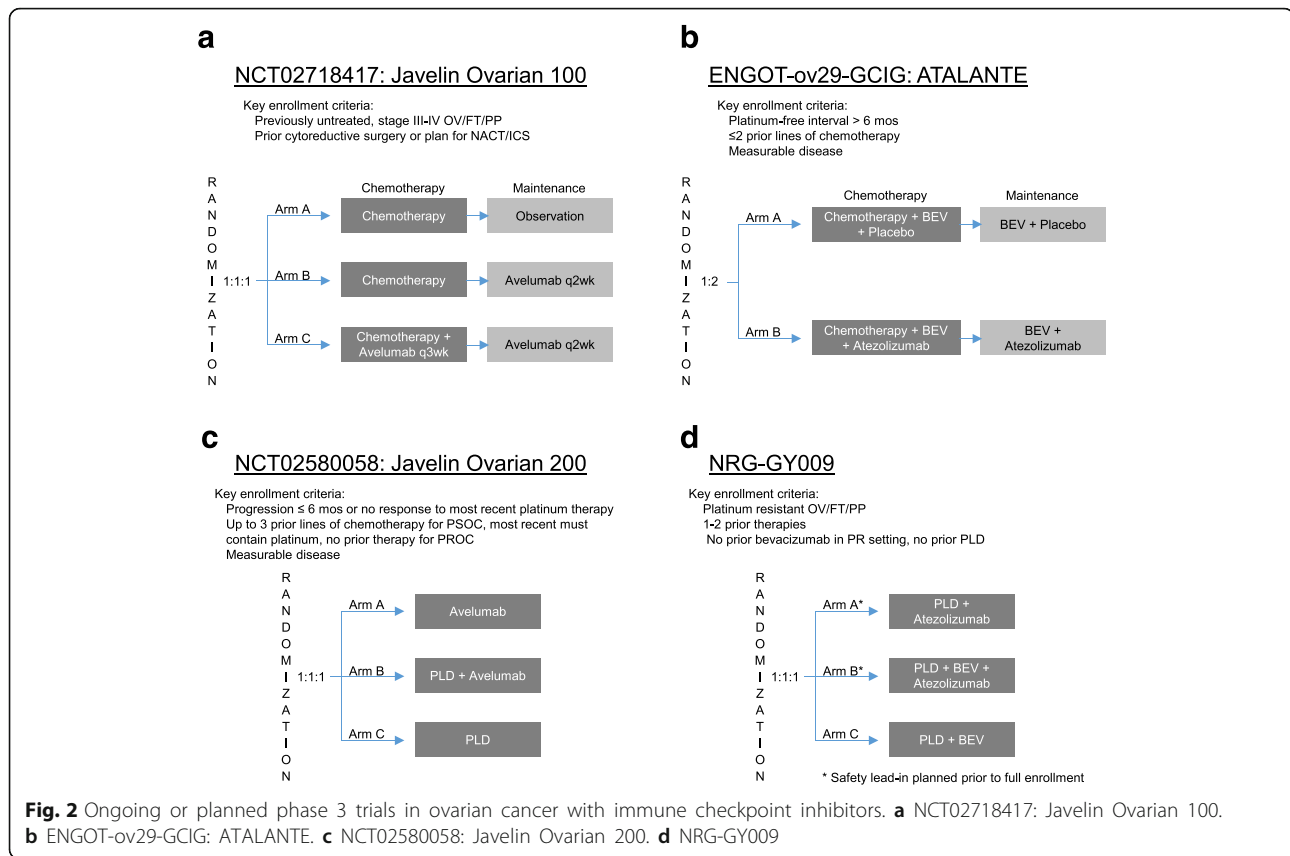 a
NCT02718417: Javelin Ovarian 100
Key enrollment criteria:
Previously untreated, stage III-IV OV/FT/PP
Prior cytoreductive surgery or plan for NACT/ICS
RANDOMIZATION
1:1:1
Chemotherapy
Maintenance
Arm A
Chemotherapy
Observation
Arm B
Chemotherapy
Avelumab q2wk
Arm C
Chemotherapy +
Avelumab q3wk
Avelumab q2wk
b
ENGOT-ov29-GCIG: ATALANTE
Key enrollment criteria:
Platinum-free interval > 6 mos
≤2 prior lines of chemotherapy
Measurable disease
RANDOMIZATION
1:2
Chemotherapy
Maintenance
Arm A
Chemotherapy + BEV
+ Placebo
BEV + Placebo
Arm B
Chemotherapy + BEV
+ Atezolizumab
BEV +
Atezolizumab
c
NCT02580058: Javelin Ovarian 200
Key enrollment criteria:
Progression ≤ 6 mos or no response to most recent platinum therapy
Up to 3 prior lines of chemotherapy for PSOC, most recent must
contain platinum, no prior therapy for PROC
Measurable disease
RANDOMIZATION
1:1:1
Arm A
Avelumab
Arm B
PLD + Avelumab
Arm C
PLD
d
NRG-GY009
Key enrollment criteria:
Platinum resistant OV/FT/PP
1-2 prior therapies
No prior bevacizumab in PR setting, no prior PLD
RANDOMIZATION
1:1:1
Arm A*
PLD +
Atezolizumab
Arm B*
PLD + BEV +
Atezolizumab
Arm C
PLD + BEV
* Safety lead-in planned prior to full enrollment
Fig. 2 Ongoing or planned phase 3 trials in ovarian cancer with immune checkpoint inhibitors. a NCT02718417: Javelin Ovarian 100.
b ENGOT-ov29-GCIG: ATALANTE. c NCT02580058: Javelin Ovarian 200. d NRG-GY009